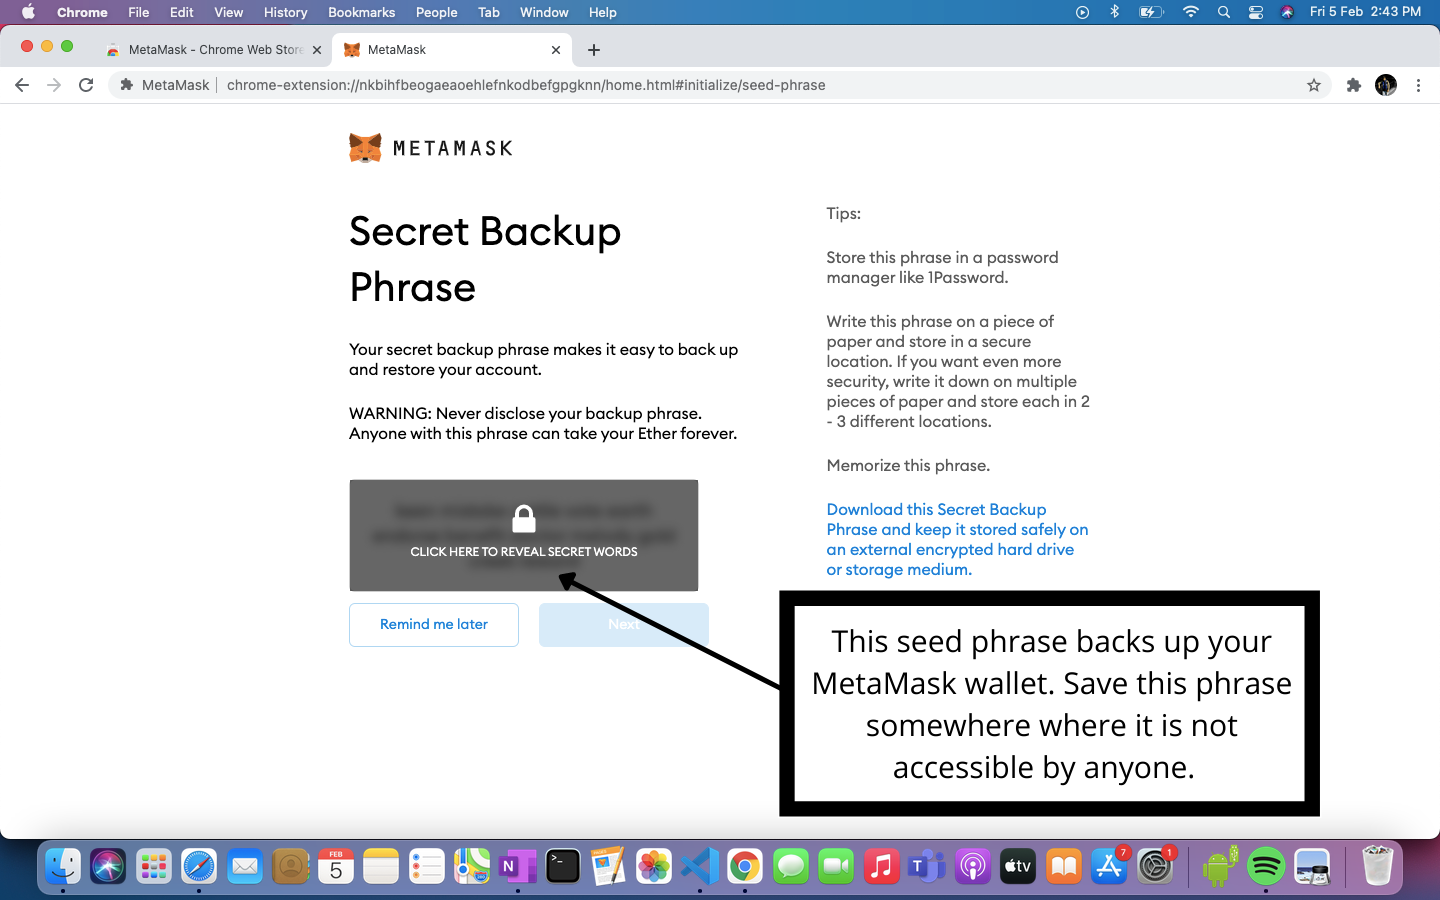 Chrome File Edit View History Bookmarks People Tab Window Help Fri 5 Feb 2:43 PM
MetaMask - Chrome Web Store MetaMask
MetaMask chrome-extension://nkbihfbeogaeaoehlefnkodbefgpgknn/home.html#initialize/seed-phrase
METAMASK
Secret Backup
Phrase
Your secret backup phrase makes it easy to back up
and restore your account.
WARNING: Never disclose your backup phrase.
Anyone with this phrase can take your Ether forever.
CLICK HERE TO REVEAL SECRET WORDS
Remind me later
Next
Tips:
Store this phrase in a password
manager like 1Password.
Write this phrase on a piece of
paper and store in a secure
location. If you want even more
security, write it down on multiple
pieces of paper and store each in 2
- 3 different locations.
Memorize this phrase.
Download this Secret Backup
Phrase and keep it stored safely on
an external encrypted hard drive
or storage medium.
This seed phrase backs up your
MetaMask wallet. Save this phrase
somewhere where it is not
accessible by anyone.
FEB
5
N
>_
T
tv
7
1